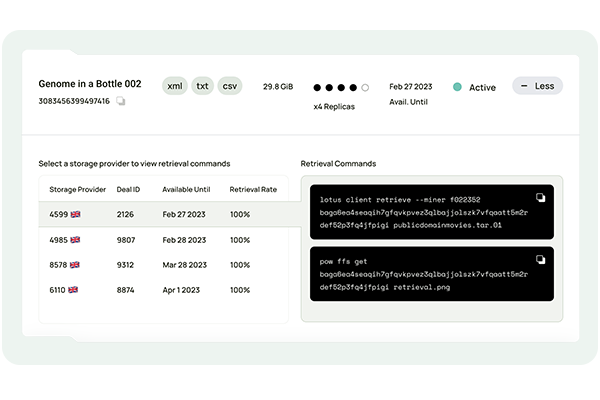 Genome in a Bottle 002
3083456399497416
xml txt csv
29.8 GiB
x4 Replicas
Feb 27 2023
Avail. Until
Active
− Less
Select a storage provider to view retrieval commands
Storage Provider Deal ID Available Until Retrieval Rate
4599 2126 Feb 27 2023 100%
4985 9807 Feb 28 2023 100%
8578 9312 Mar 28 2023 100%
6110 8874 Apr 1 2023 100%
Retrieval Commands
lotus client retrieve --miner f022352
baga6ea4seaqih7gfqvkpvez3qlbajjolszk7vfqaatt5m2r
def52p3fq4jfpigi publicdomainmovies.tar.01
pow ffs get
baga6ea4seaqih7gfqvkpvez3qlbajjolszk7vfqaatt5m2r
def52p3fq4jfpigi retrieval.png